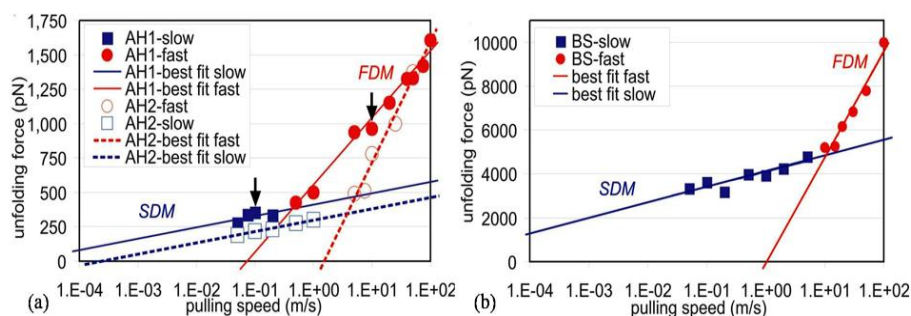 1,750
1,500
1,250
1,000
750
500
250
0
unfolding force (pN)
AH1-slow
AH1-fast
AH1-best fit slow
AH1-best fit fast
AH2-fast
AH2-slow
AH2-best fit fast
AH2-best fit slow
FDM
SDM
1.E-04 1.E-03 1.E-02 1.E-01 1.E+00 1.E+01 1.E+02
(a) pulling speed (m/s)
10000
8000
6000
4000
2000
0
unfolding force (pN)
BS-slow
BS-fast
best fit fast
best fit slow
FDM
SDM
1.E-04 1.E-03 1.E-02 1.E-01 1.E+00 1.E+01 1.E+02
(b) pulling speed (m/s)